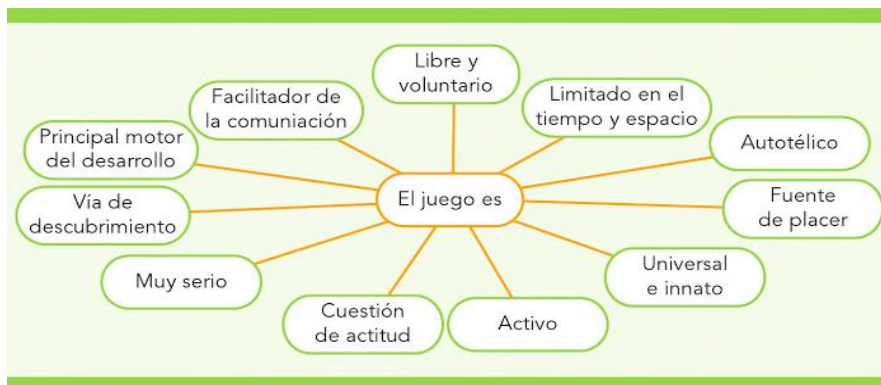 Libre y
voluntario
Facilitador de
la comuniación
Limitado en el
tiempo y espacio
Principal motor
del desarrollo
Autotélico
Vía de
descubrimiento
El juego es
Fuente
de placer
Muy serio
Universal
e innato
Cuestión
de actitud
Activo